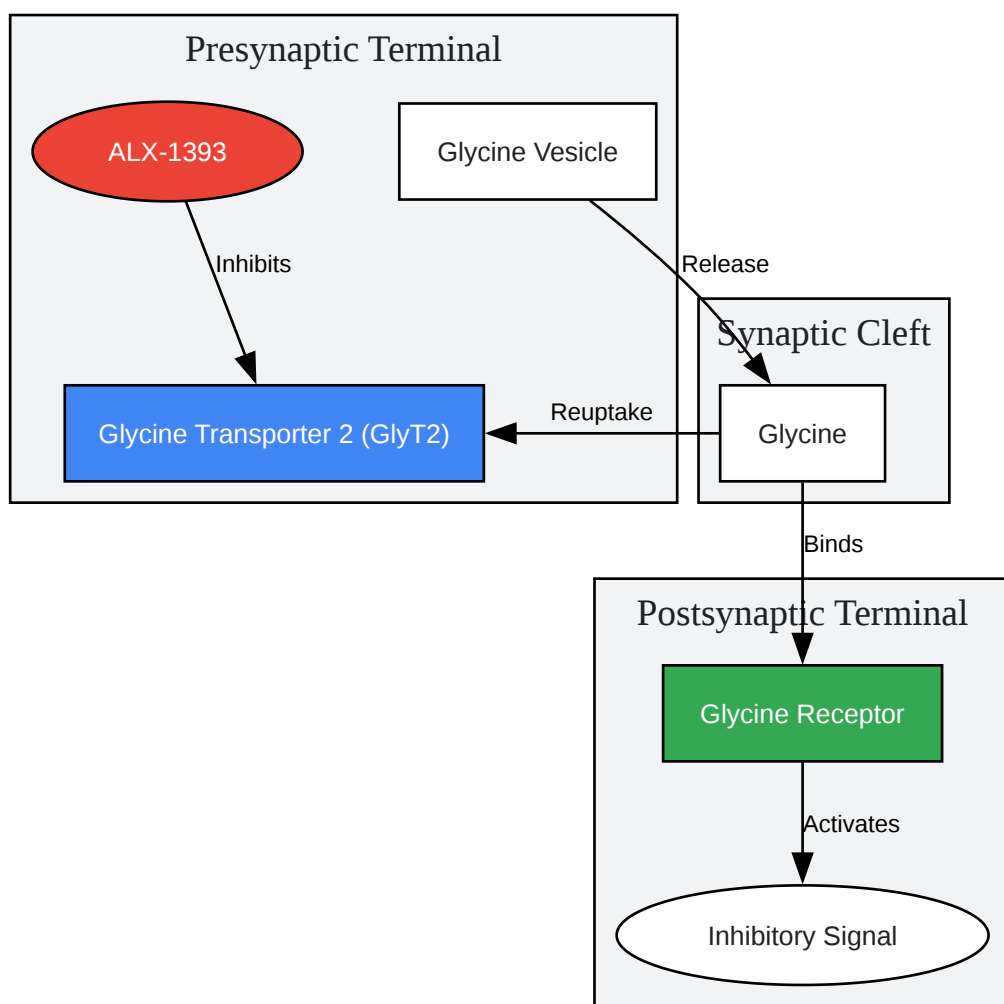 Presynaptic Terminal
ALX-1393
Glycine Vesicle
Inhibits
Release
Synaptic Cleft
Glycine Transporter 2 (GlyT2)
Reuptake
Glycine
Binds
Postsynaptic Terminal
Glycine Receptor
Activates
Inhibitory Signal